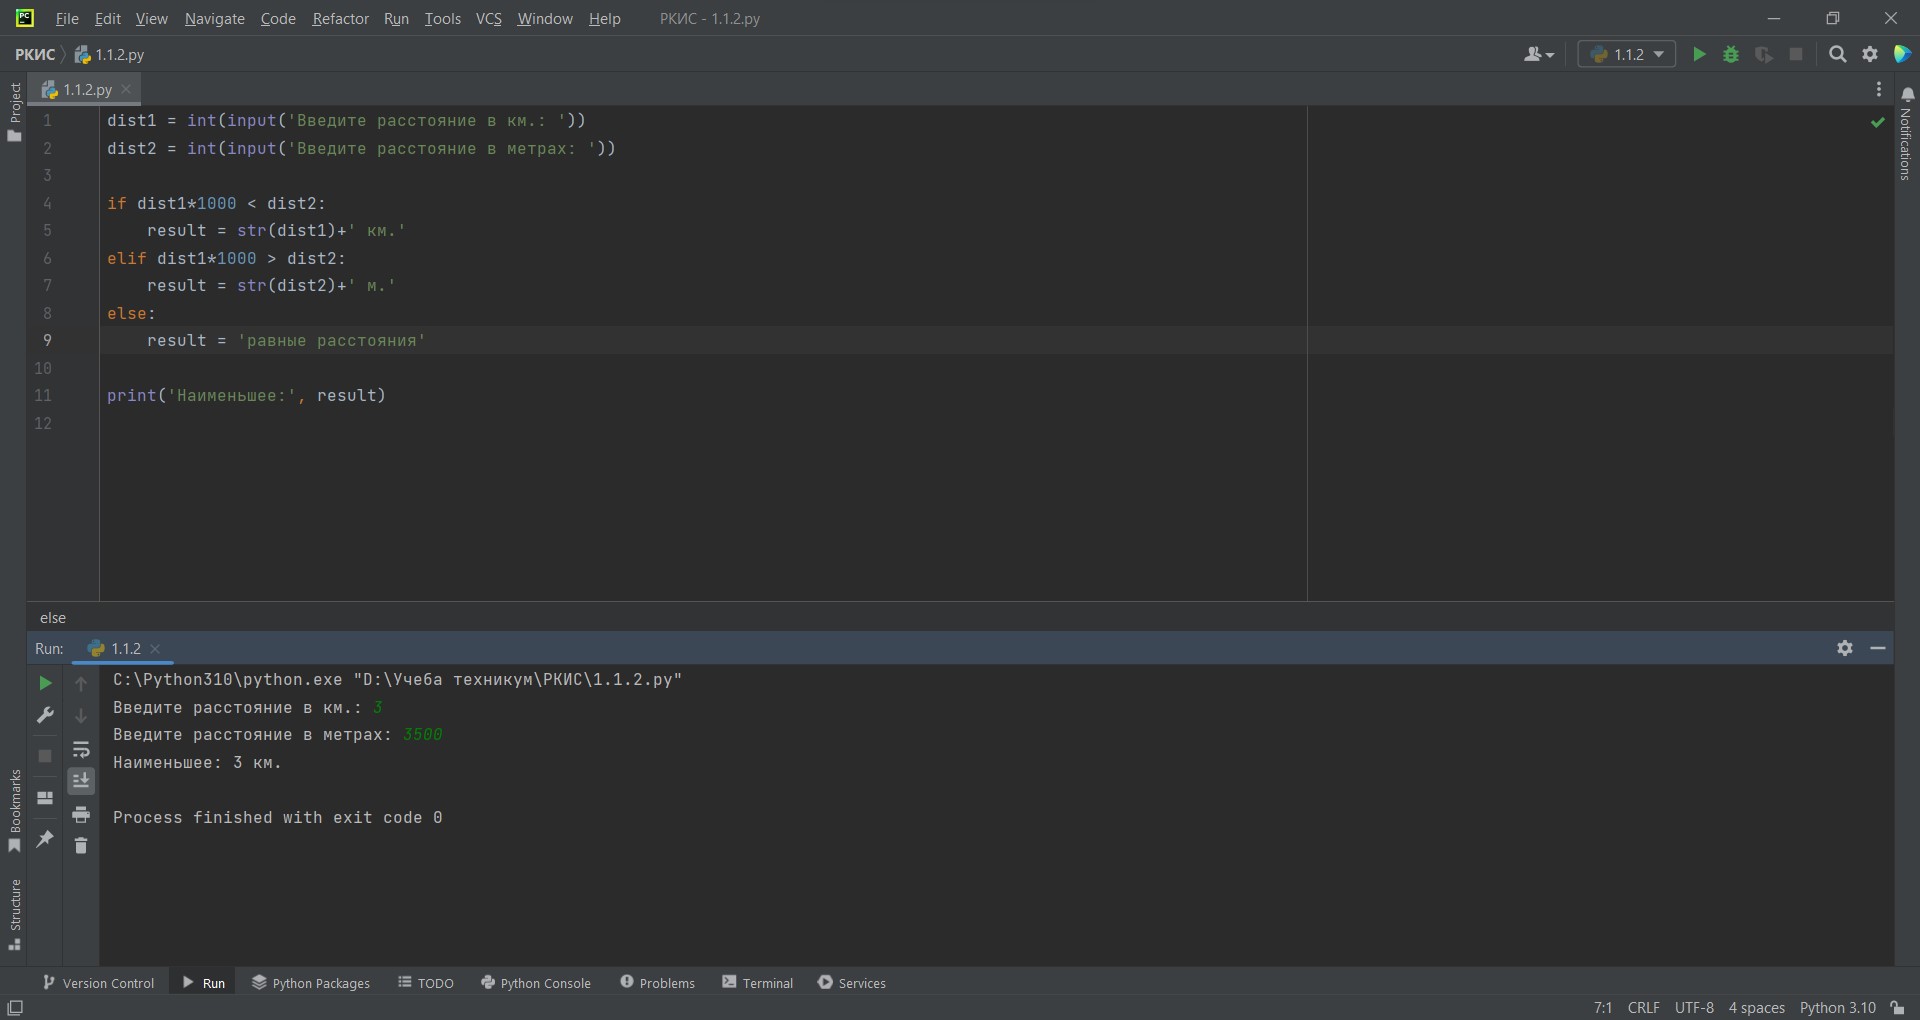 File Edit View Navigate Code Refactor Run Tools VCS Window Help РКИС - 1.1.2.py
РКИС 1.1.2.py 1.1.2
Project
1.1.2.py
Notifications
1 dist1 = int(input('Введите расстояние в км.: '))
2 dist2 = int(input('Введите расстояние в метрах: '))
3
4 if dist1*1000 < dist2:
5     result = str(dist1)+' км.'
6 elif dist1*1000 > dist2:
7     result = str(dist2)+' м.'
8 else:
9     result = 'равные расстояния'
10
11 print('Наименьшее:', result)
12
else
Run: 1.1.2
C:\Python310\python.exe "D:\Учеба техникум\РКИС\1.1.2.py"
Введите расстояние в км.: 3
Введите расстояние в метрах: 3500
Наименьшее: 3 км.
Process finished with exit code 0
Bookmarks
Structure
Version Control Run Python Packages TODO Python Console Problems Terminal Services
7:1 CRLF UTF-8 4 spaces Python 3.10